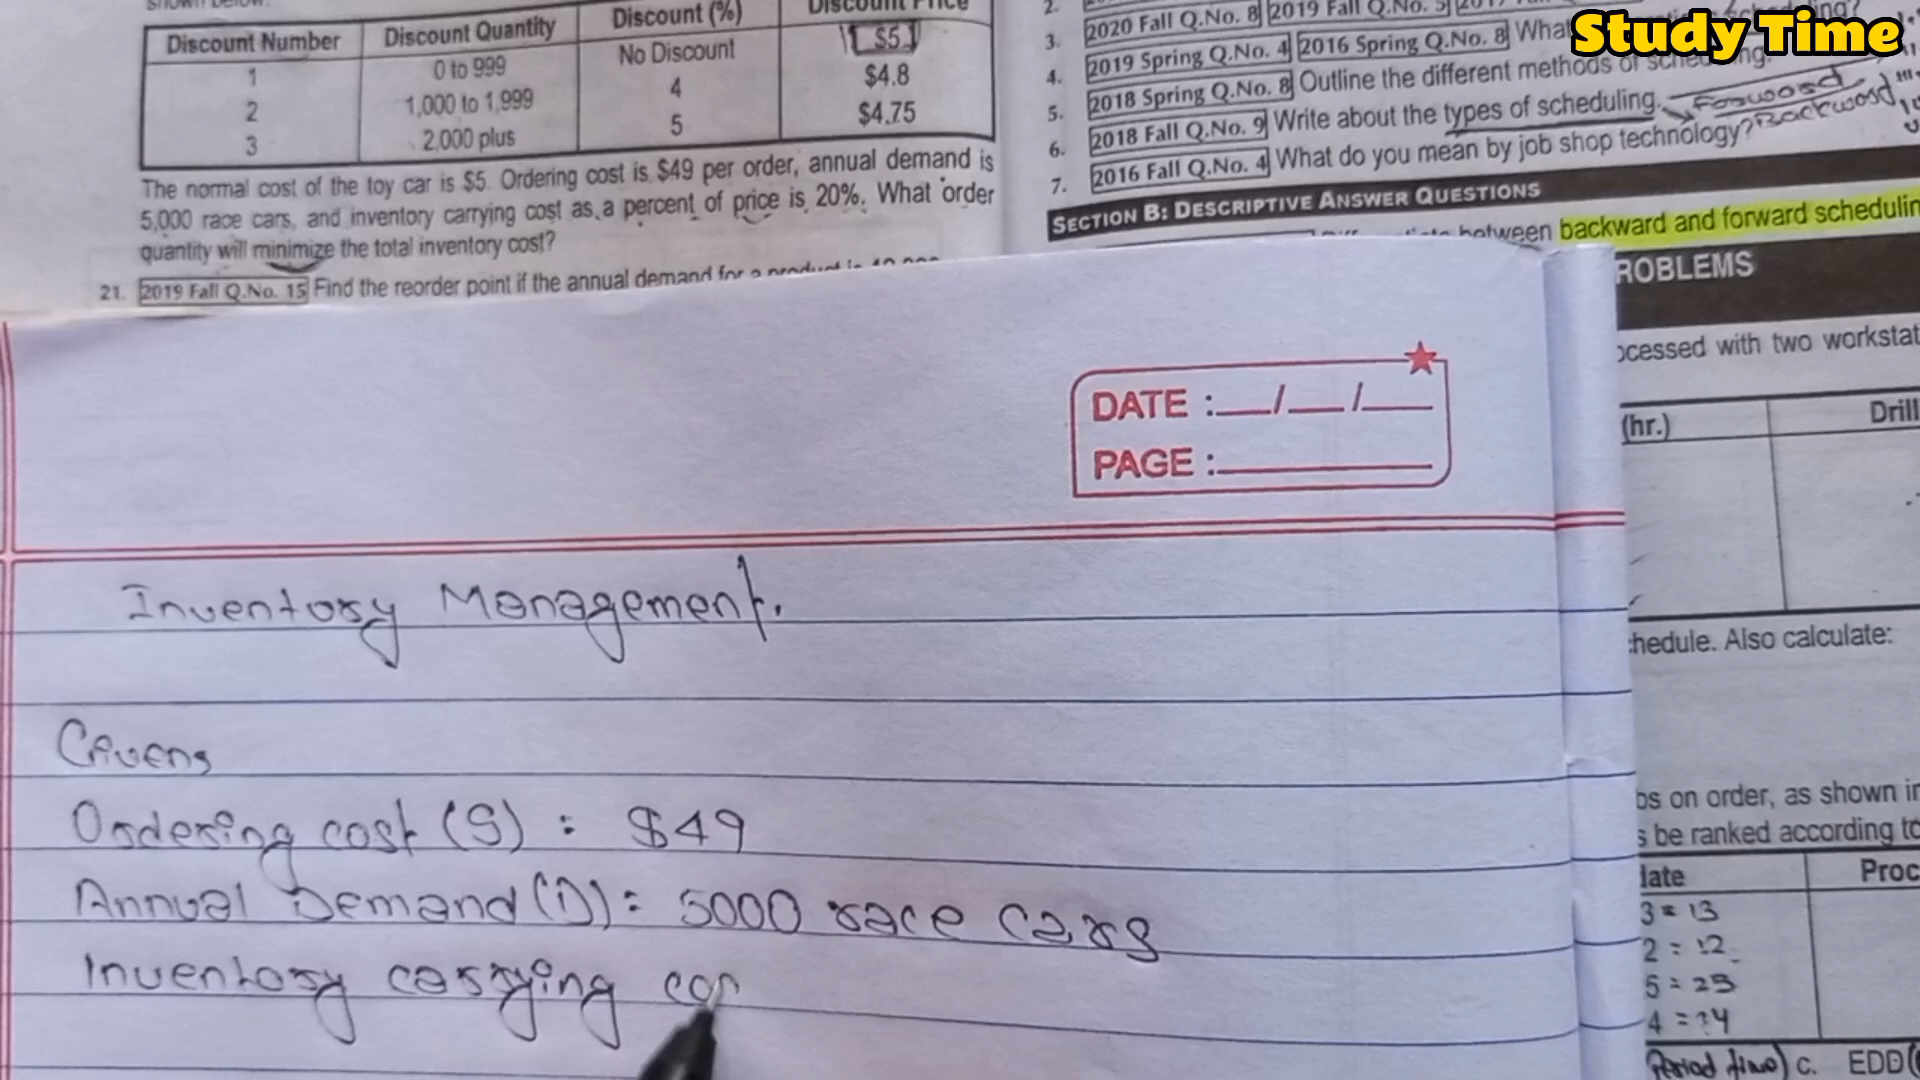 Study Time
Discount Number Discount Quantity Discount (%) Discount Price
1 0 to 999 No Discount $5
2 1,000 to 1,999 4 $4.8
3 2,000 plus 5 $4.75
The normal cost of the toy car is $5. Ordering cost is $49 per order, annual demand is
5,000 race cars, and inventory carrying cost as a percent of price is 20%. What order
quantity will minimize the total inventory cost?
21. 2019 Fall Q.No. 15 Find the reorder point if the annual demand for a product is
2.
3. 2020 Fall Q.No. 8 2019 Fall Q.No. 5
4. 2019 Spring Q.No. 4 2016 Spring Q.No. 8 What
5. 2018 Spring Q.No. 8 Outline the different methods of scheduling.
6. 2018 Fall Q.No. 9 Write about the types of scheduling. Forword
Backword
7. 2016 Fall Q.No. 4 What do you mean by job shop technology?
SECTION B: DESCRIPTIVE ANSWER QUESTIONS
between backward and forward schedulin
ROBLEMS
ocessed with two workstat
(hr.) Drill
hedule. Also calculate:
bs on order, as shown in
s be ranked according to
date Proc
3 = 13
2 = 12
5 = 25
4 = 24
c. EDD
DATE :__/__/__
PAGE :
Inventory Management.
Givens
Ordering cost (S) : $49
Annual Demand (D) : 5000 race cars
Inventory carrying cos